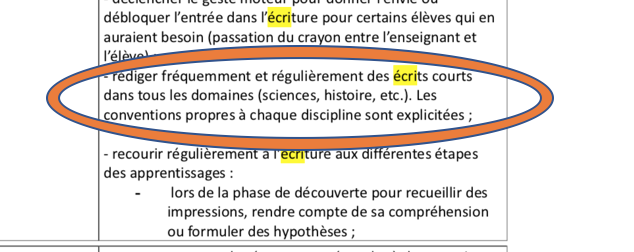 - déclencher le geste moteur pour donner l'envie ou
débloquer l'entrée dans l'écriture pour certains élèves qui en
auraient besoin (passation du crayon entre l'enseignant et
l'élève)
- rédiger fréquemment et régulièrement des écrits courts
dans tous les domaines (sciences, histoire, etc.). Les
conventions propres à chaque discipline sont explicitées ;
- recourir régulièrement à l'écriture aux différentes étapes
des apprentissages :
- lors de la phase de découverte pour recueillir des
impressions, rendre compte de sa compréhension
ou formuler des hypothèses ;